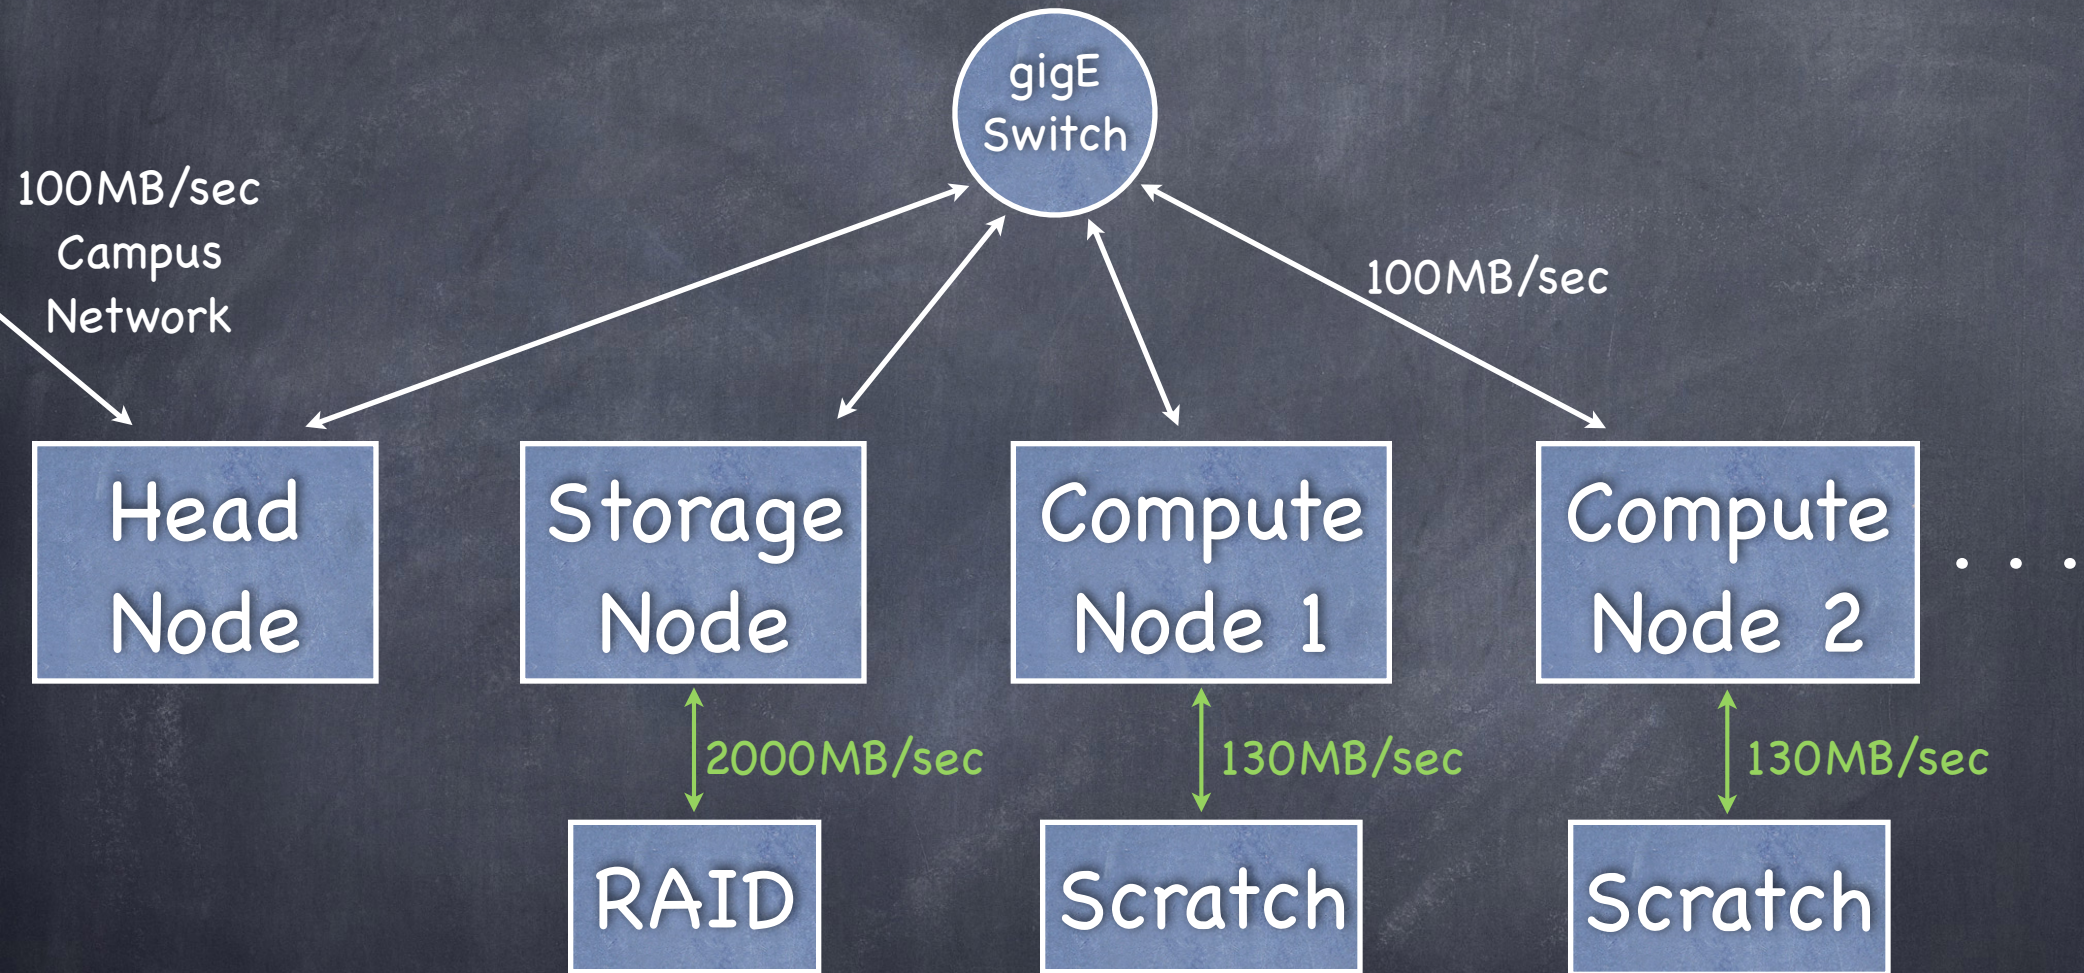 gigE
Switch
100MB/sec
Campus
Network
100MB/sec
Head
Node
Storage
Node
Compute
Node 1
Compute
Node 2
. . .
2000MB/sec
130MB/sec
130MB/sec
RAID
Scratch
Scratch